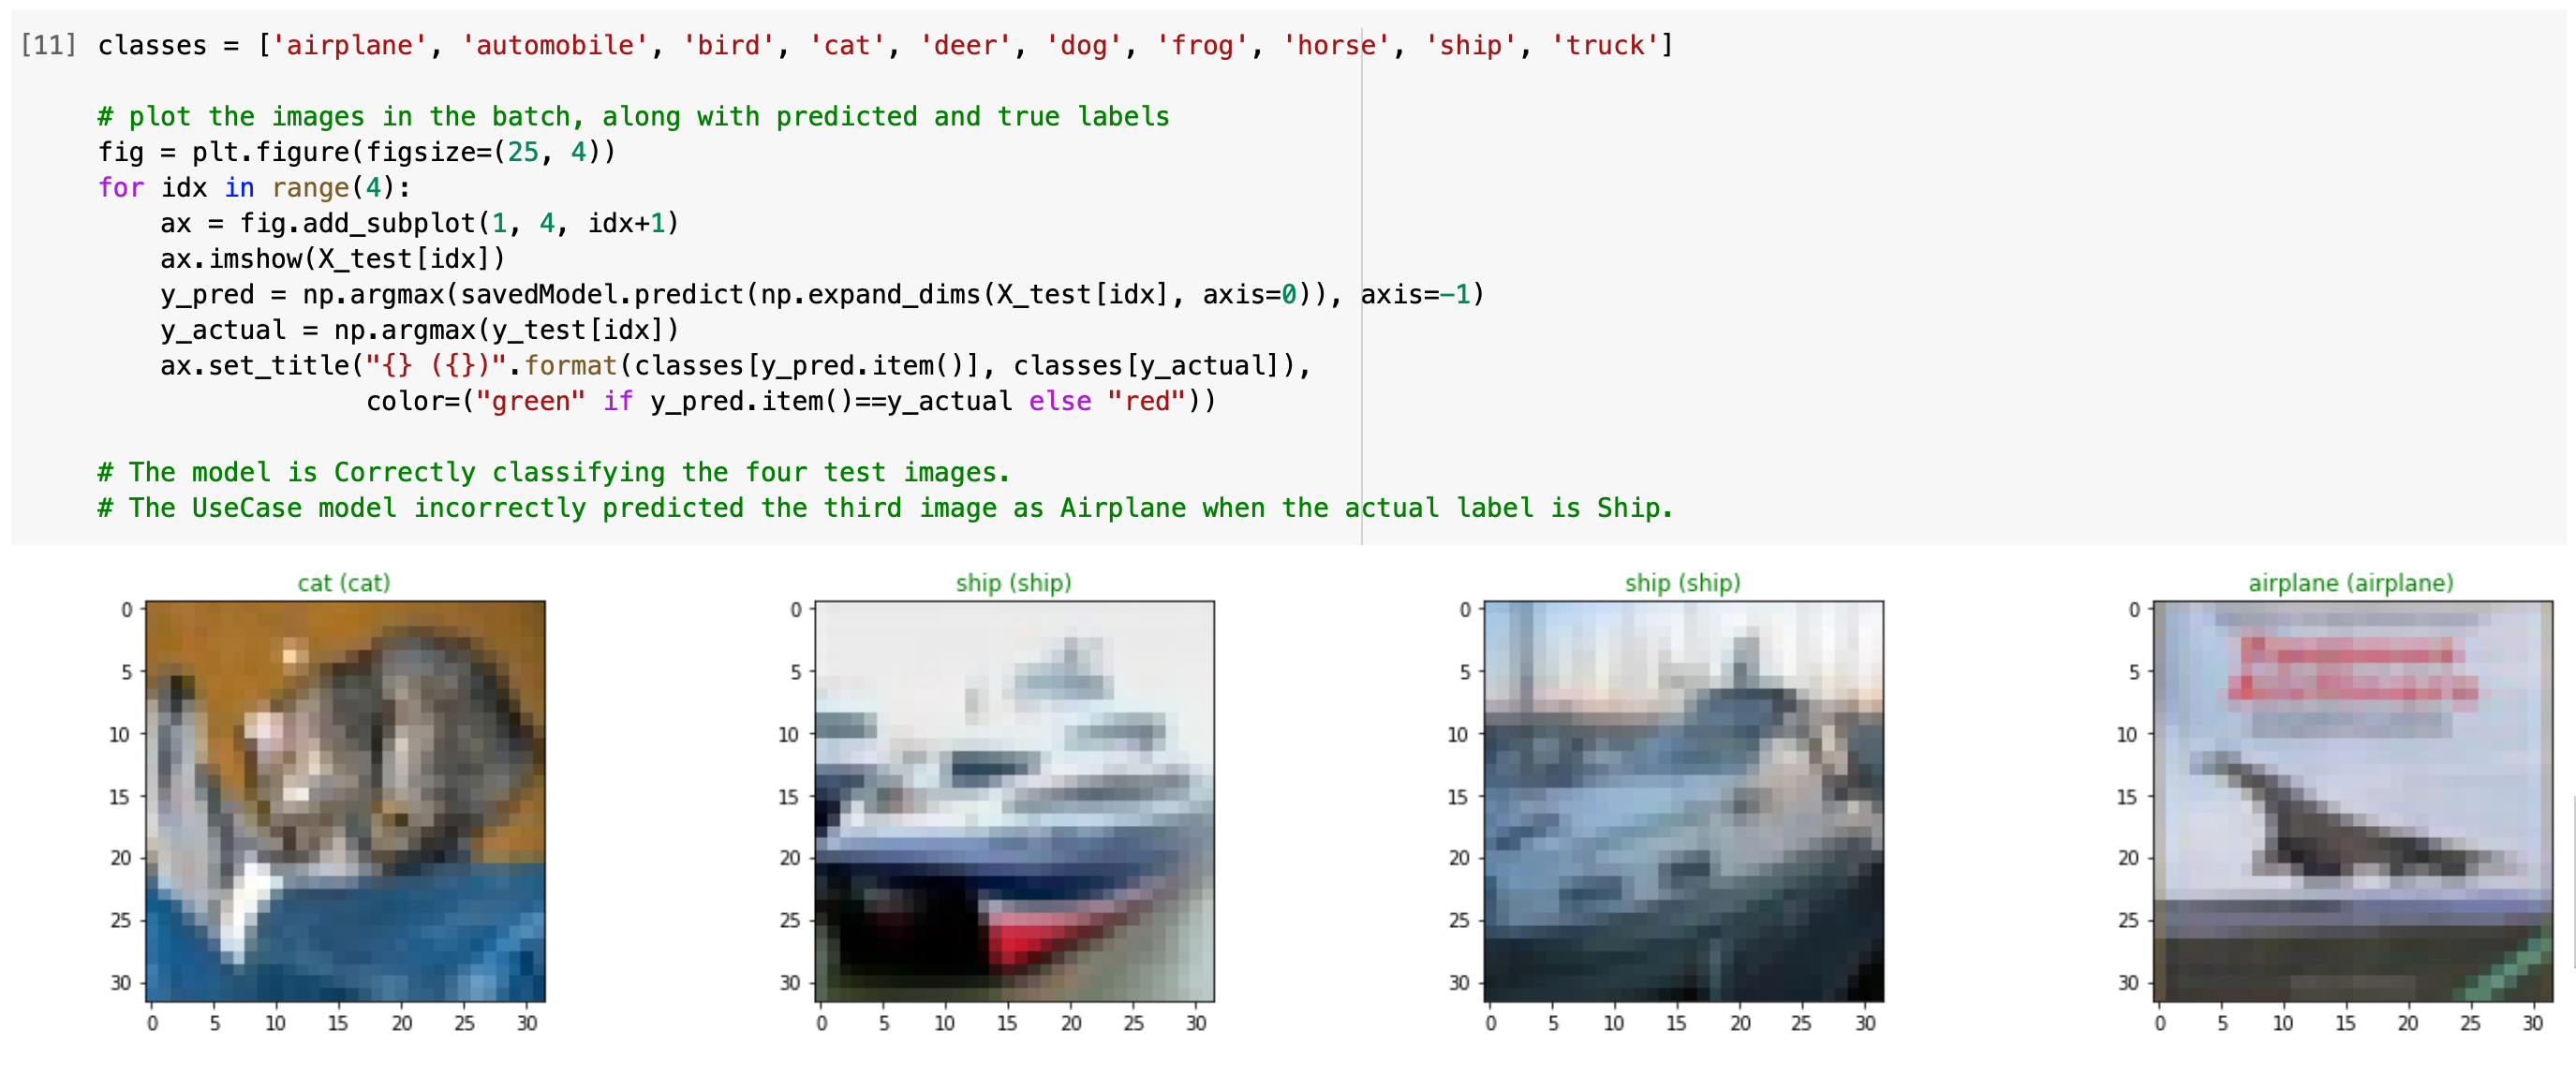 [11] classes = ['airplane', 'automobile', 'bird', 'cat', 'deer', 'dog', 'frog', 'horse', 'ship', 'truck']
# plot the images in the batch, along with predicted and true labels
fig = plt.figure(figsize=(25, 4))
for idx in range(4):
    ax = fig.add_subplot(1, 4, idx+1)
    ax.imshow(X_test[idx])
    y_pred = np.argmax(savedModel.predict(np.expand_dims(X_test[idx], axis=0)), axis=-1)
    y_actual = np.argmax(y_test[idx])
    ax.set_title("{} ({})".format(classes[y_pred.item()], classes[y_actual]),
                 color=("green" if y_pred.item()==y_actual else "red"))
# The model is Correctly classifying the four test images.
# The UseCase model incorrectly predicted the third image as Airplane when the actual label is Ship.
cat (cat)
0
5
10
15
20
25
30
0 5 10 15 20 25 30
ship (ship)
0
5
10
15
20
25
30
0 5 10 15 20 25 30
ship (ship)
0
5
10
15
20
25
30
0 5 10 15 20 25 30
airplane (airplane)
0
5
10
15
20
25
30
0 5 10 15 20 25 30